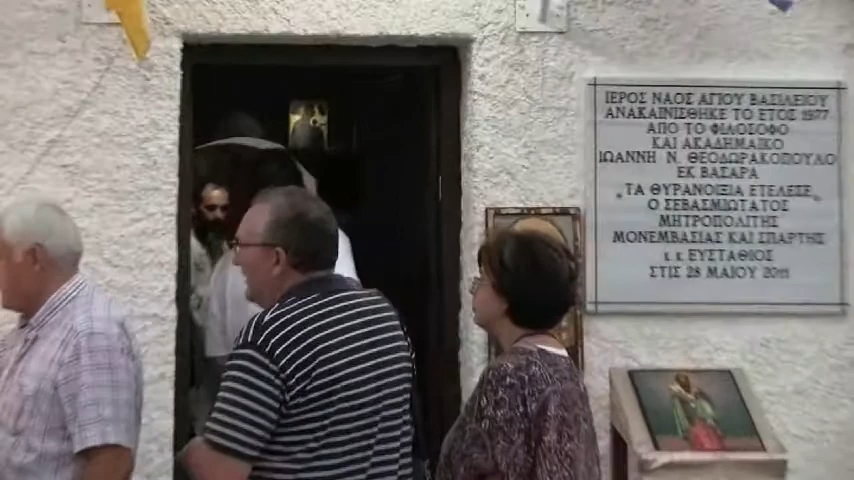 ΙΕΡΟΣ ΝΑΟΣ ΑΓΙΟΥ ΒΑΣΙΛΕΙΟΥ
ΑΝΑΚΑΙΝΙΣΘΗΚΕ ΤΟ ΕΤΟΣ 1977
ΑΠΟ ΤΟ ΦΙΛΟΣΟΦΟ
ΚΑΙ ΑΚΑΔΗΜΑΪΚΟ
ΙΩΑΝΝΗ Ν. ΘΕΟΔΩΡΑΚΟΠΟΥΛΟ
ΕΚ ΒΑΣΑΡΑ
„ΤΑ ΘΥΡΑΝΟΙΞΙΑ ΕΤΕΛΕΣΕ„
Ο ΣΕΒΑΣΜΙΩΤΑΤΟΣ
ΜΗΤΡΟΠΟΛΙΤΗΣ
ΜΟΝΕΜΒΑΣΙΑΣ ΚΑΙ ΣΠΑΡΤΗΣ
κ.κ. ΕΥΣΤΑΘΙΟΣ
ΣΤΙΣ 28 ΜΑΙΟΥ 2011